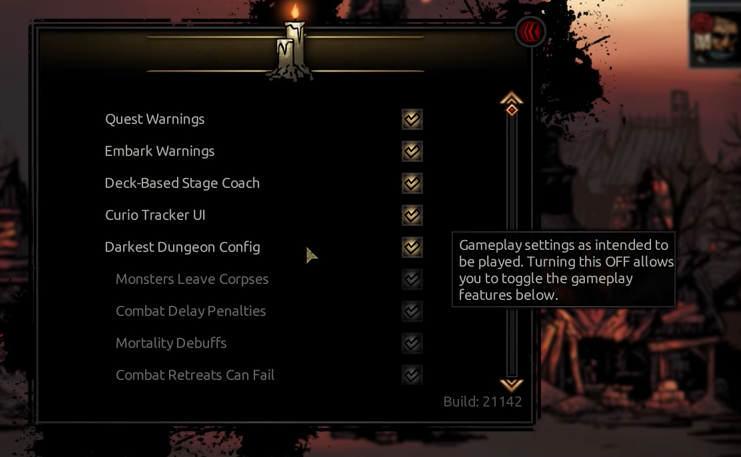 Quest Warnings
Embark Warnings
Deck-Based Stage Coach
Curio Tracker UI
Darkest Dungeon Config
Gameplay settings as intended to
be played. Turning this OFF allows
you to toggle the gameplay
features below.
Monsters Leave Corpses
Combat Delay Penalties
Mortality Debuffs
Combat Retreats Can Fail
Build: 21142